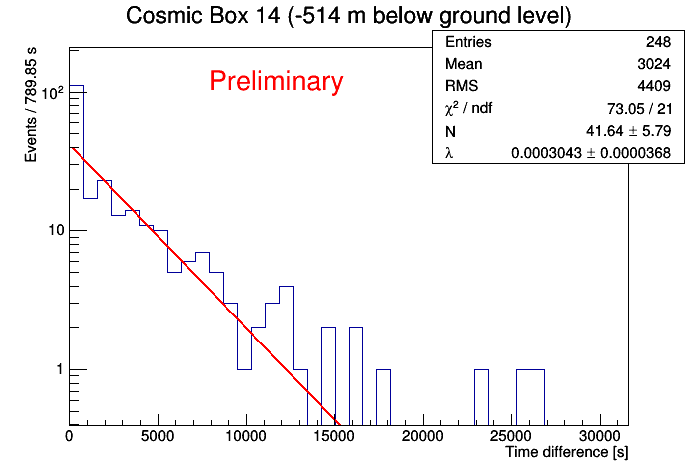 Cosmic Box 14 (-514 m below ground level)
Entries 248
Mean 3024
RMS 4409
χ² / ndf 73.05 / 21
N 41.64 ± 5.79
λ 0.0003043 ± 0.0000368
Preliminary
Events / 789.85 s
10²
10
1
0 5000 10000 15000 20000 25000 30000
Time difference [s]